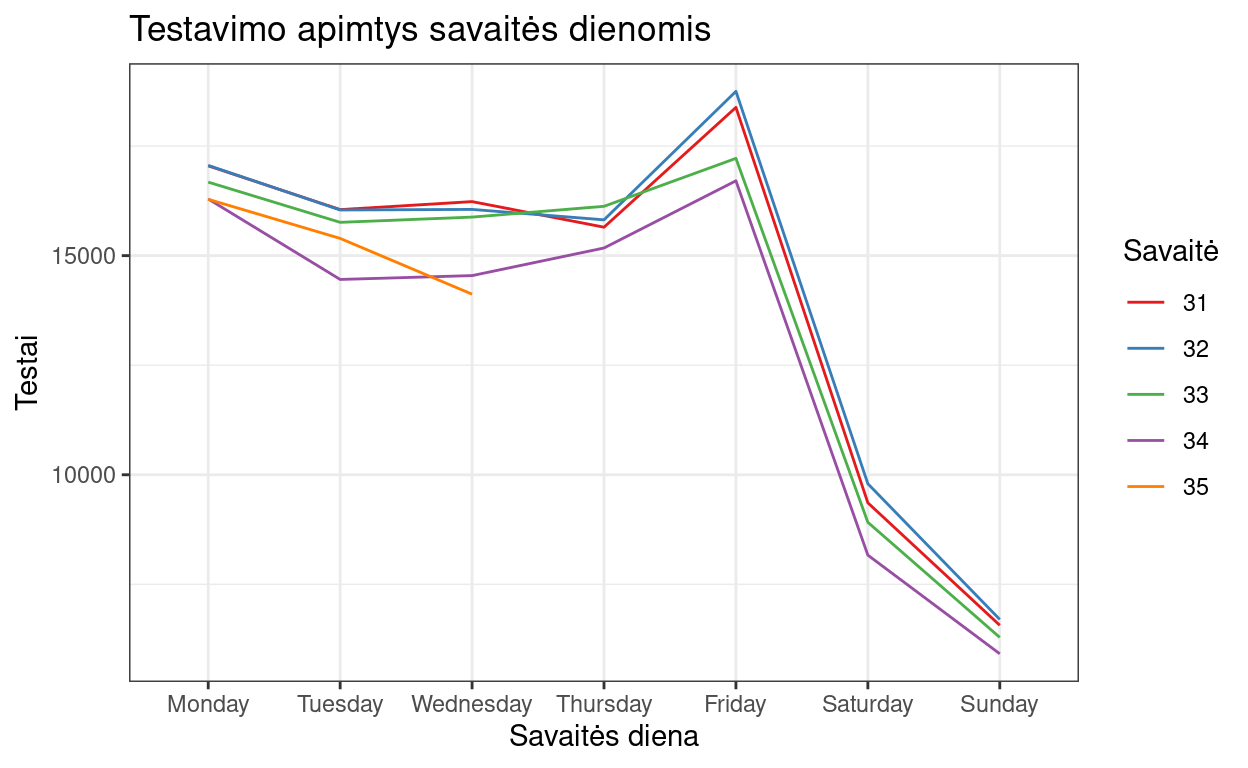 Testavimo apimtys savaitės dienomis
Testai
15000
10000
Monday Tuesday Wednesday Thursday Friday Saturday Sunday
Savaitės diena
Savaitė
31
32
33
34
35